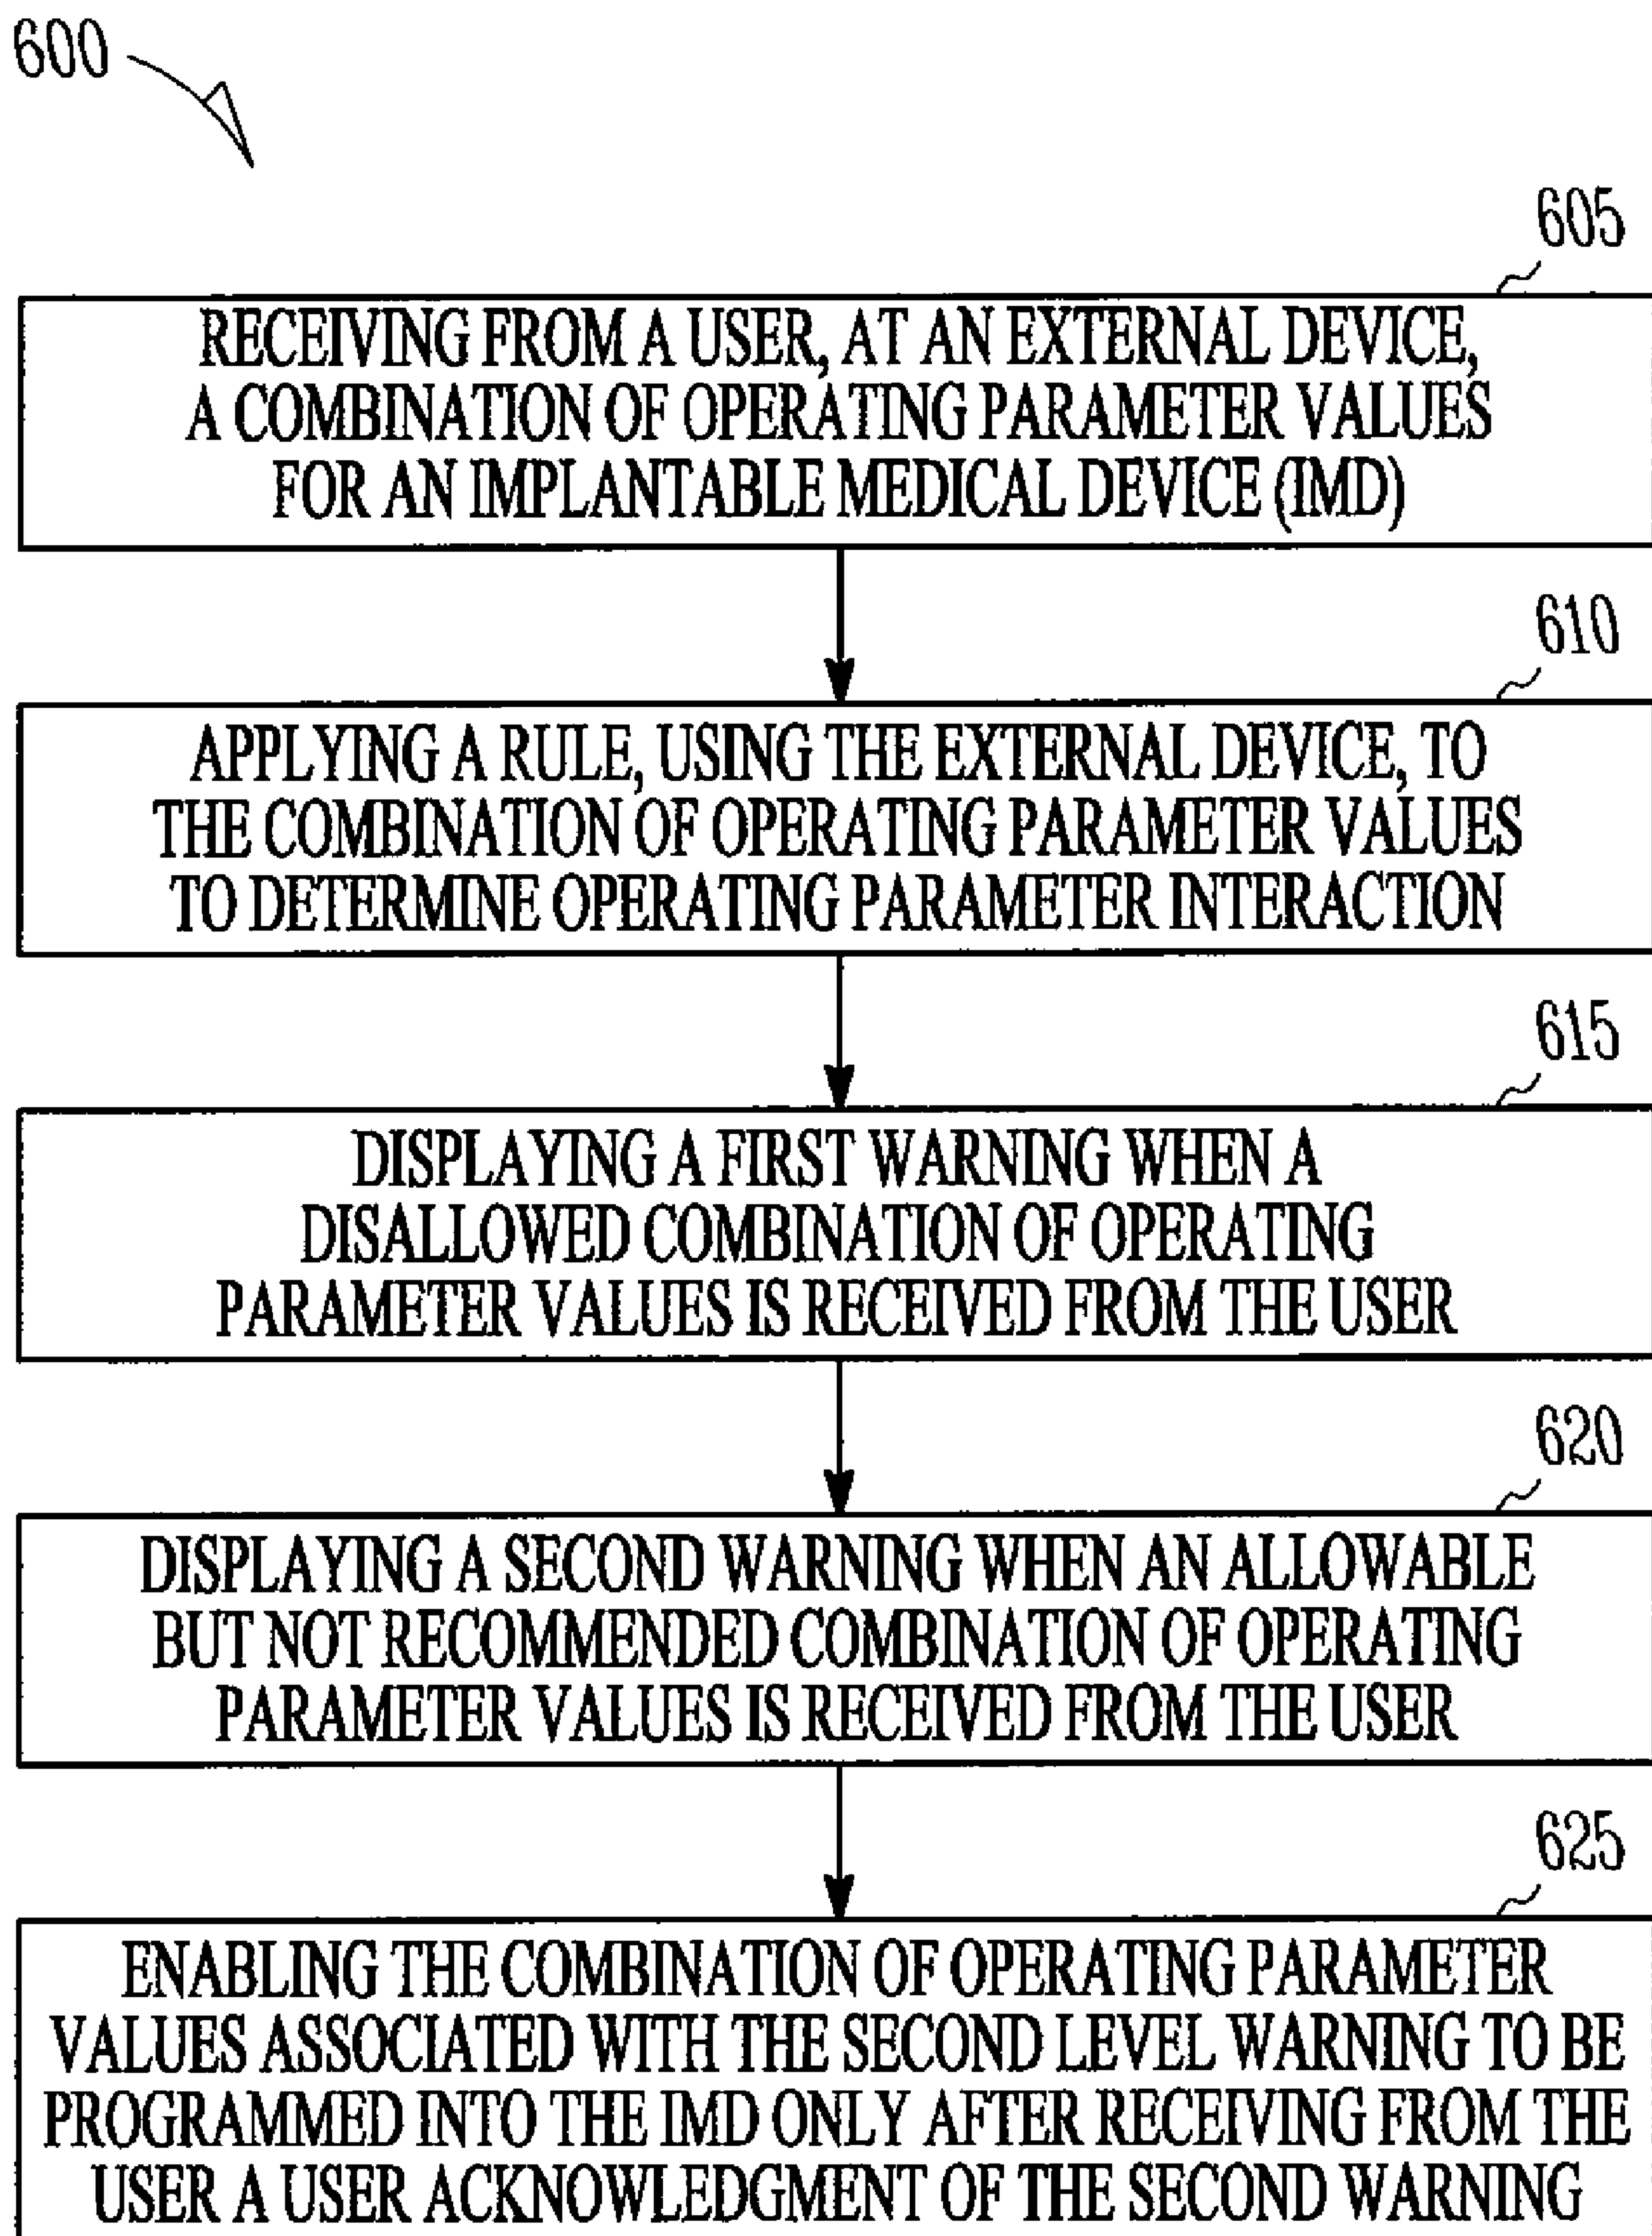 600
605
RECEIVING FROM A USER, AT AN EXTERNAL DEVICE,
A COMBINATION OF OPERATING PARAMETER VALUES
FOR AN IMPLANTABLE MEDICAL DEVICE (IMD)
610
APPLYING A RULE, USING THE EXTERNAL DEVICE, TO
THE COMBINATION OF OPERATING PARAMETER VALUES
TO DETERMINE OPERATING PARAMETER INTERACTION
615
DISPLAYING A FIRST WARNING WHEN A
DISALLOWED COMBINATION OF OPERATING
PARAMETER VALUES IS RECEIVED FROM THE USER
620
DISPLAYING A SECOND WARNING WHEN AN ALLOWABLE
BUT NOT RECOMMENDED COMBINATION OF OPERATING
PARAMETER VALUES IS RECEIVED FROM THE USER
625
ENABLING THE COMBINATION OF OPERATING PARAMETER
VALUES ASSOCIATED WITH THE SECOND LEVEL WARNING TO BE
PROGRAMMED INTO THE IMD ONLY AFTER RECEIVING FROM THE
USER A USER ACKNOWLEDGMENT OF THE SECOND WARNING